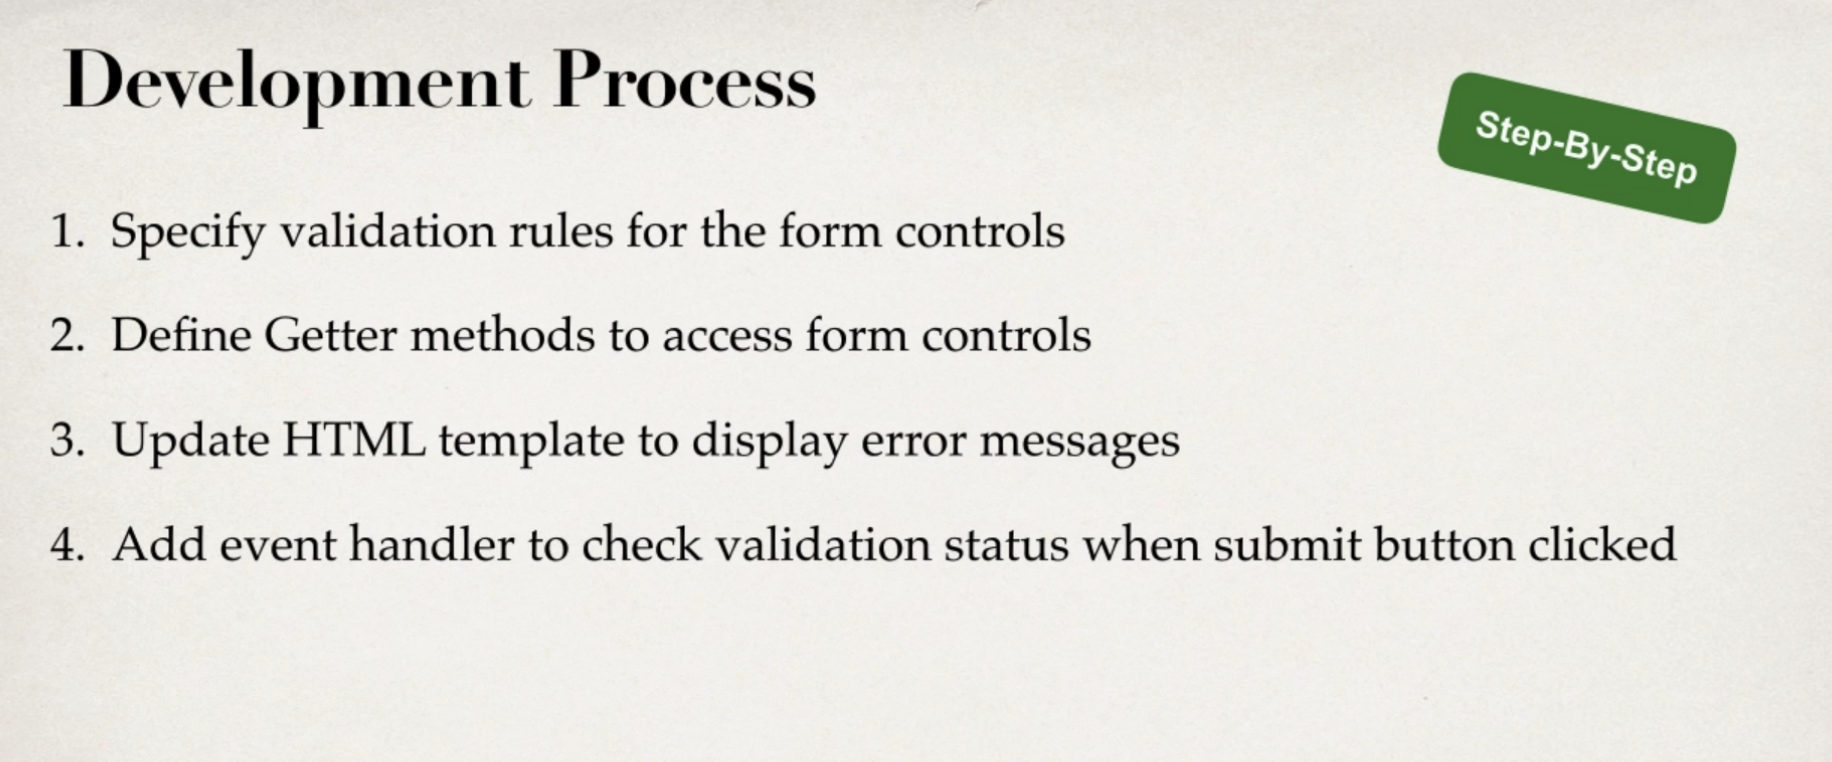 Development Process
Step-By-Step
1. Specify validation rules for the form controls
2. Define Getter methods to access form controls
3. Update HTML template to display error messages
4. Add event handler to check validation status when submit button clicked